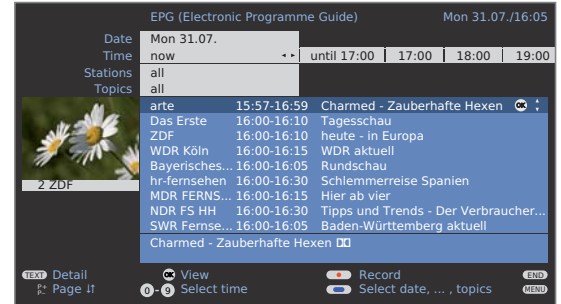 EPG (Electronic Programme Guide) Mon 31.07./16:05
Date Mon 31.07.
Time now until 17:00 17:00 18:00 19:00
Stations all
Topics all
arte 15:57-16:59 Charmed - Zauberhafte Hexen OK
Das Erste 16:00-16:10 Tagesschau
ZDF 16:00-16:10 heute - in Europa
WDR Köln 16:00-16:15 WDR aktuell
Bayerisches... 16:00-16:05 Rundschau
hr-fernsehen 16:00-16:30 Schlemmerreise Spanien
MDR FERNS... 16:00-16:15 Hier ab vier
NDR FS HH 16:00-16:30 Tipps und Trends - Der Verbraucher...
SWR Fernse... 16:00-16:05 Baden-Württemberg aktuell
2 ZDF
Charmed - Zauberhafte Hexen
TEXT Detail OK View Record END
P+ P- Page ↓↑ 0-9 Select time Select date, ... , topics MENU